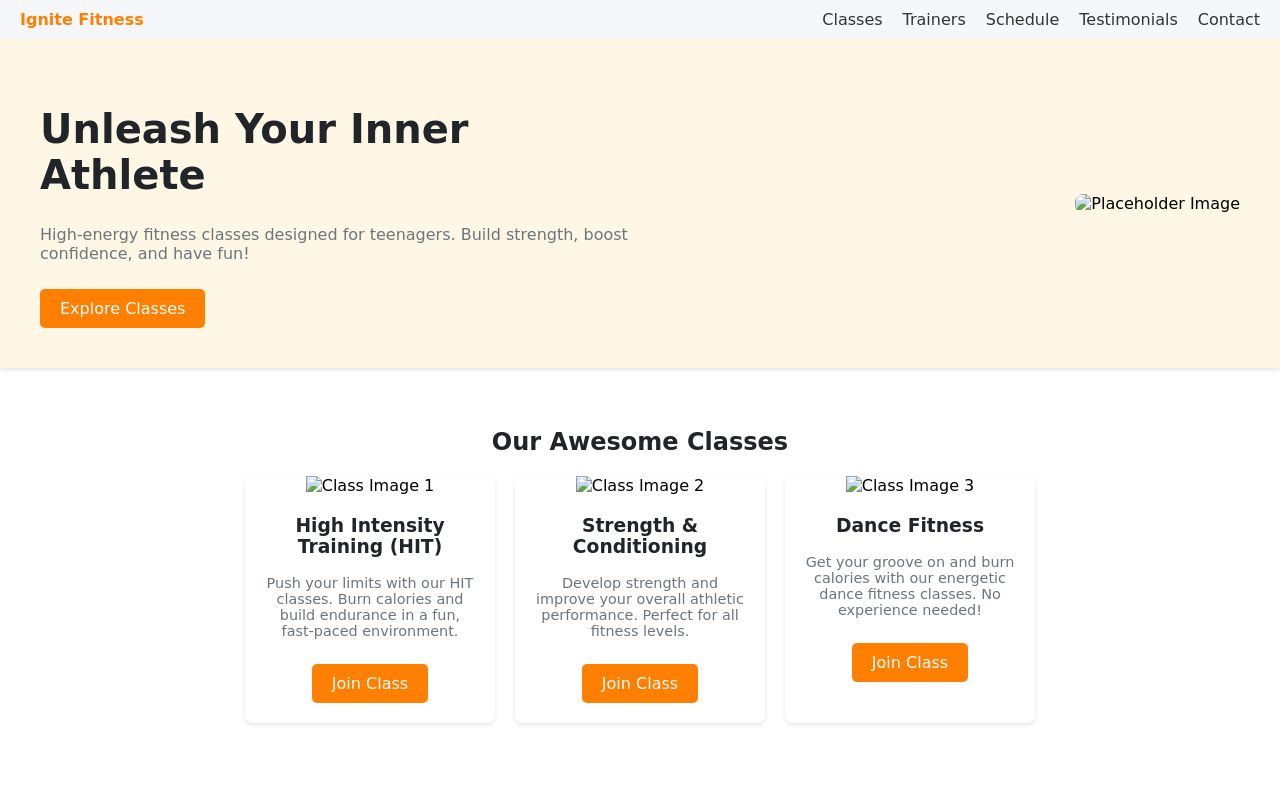 Ignite Fitness
Classes Trainers Schedule Testimonials Contact
Unleash Your Inner
Athlete
High-energy fitness classes designed for teenagers. Build strength, boost
confidence, and have fun!
Explore Classes
Placeholder Image
Our Awesome Classes
Class Image 1
High Intensity
Training (HIT)
Push your limits with our HIT
classes. Burn calories and
build endurance in a fun,
fast-paced environment.
Join Class
Class Image 2
Strength &
Conditioning
Develop strength and
improve your overall athletic
performance. Perfect for all
fitness levels.
Join Class
Class Image 3
Dance Fitness
Get your groove on and burn
calories with our energetic
dance fitness classes. No
experience needed!
Join Class